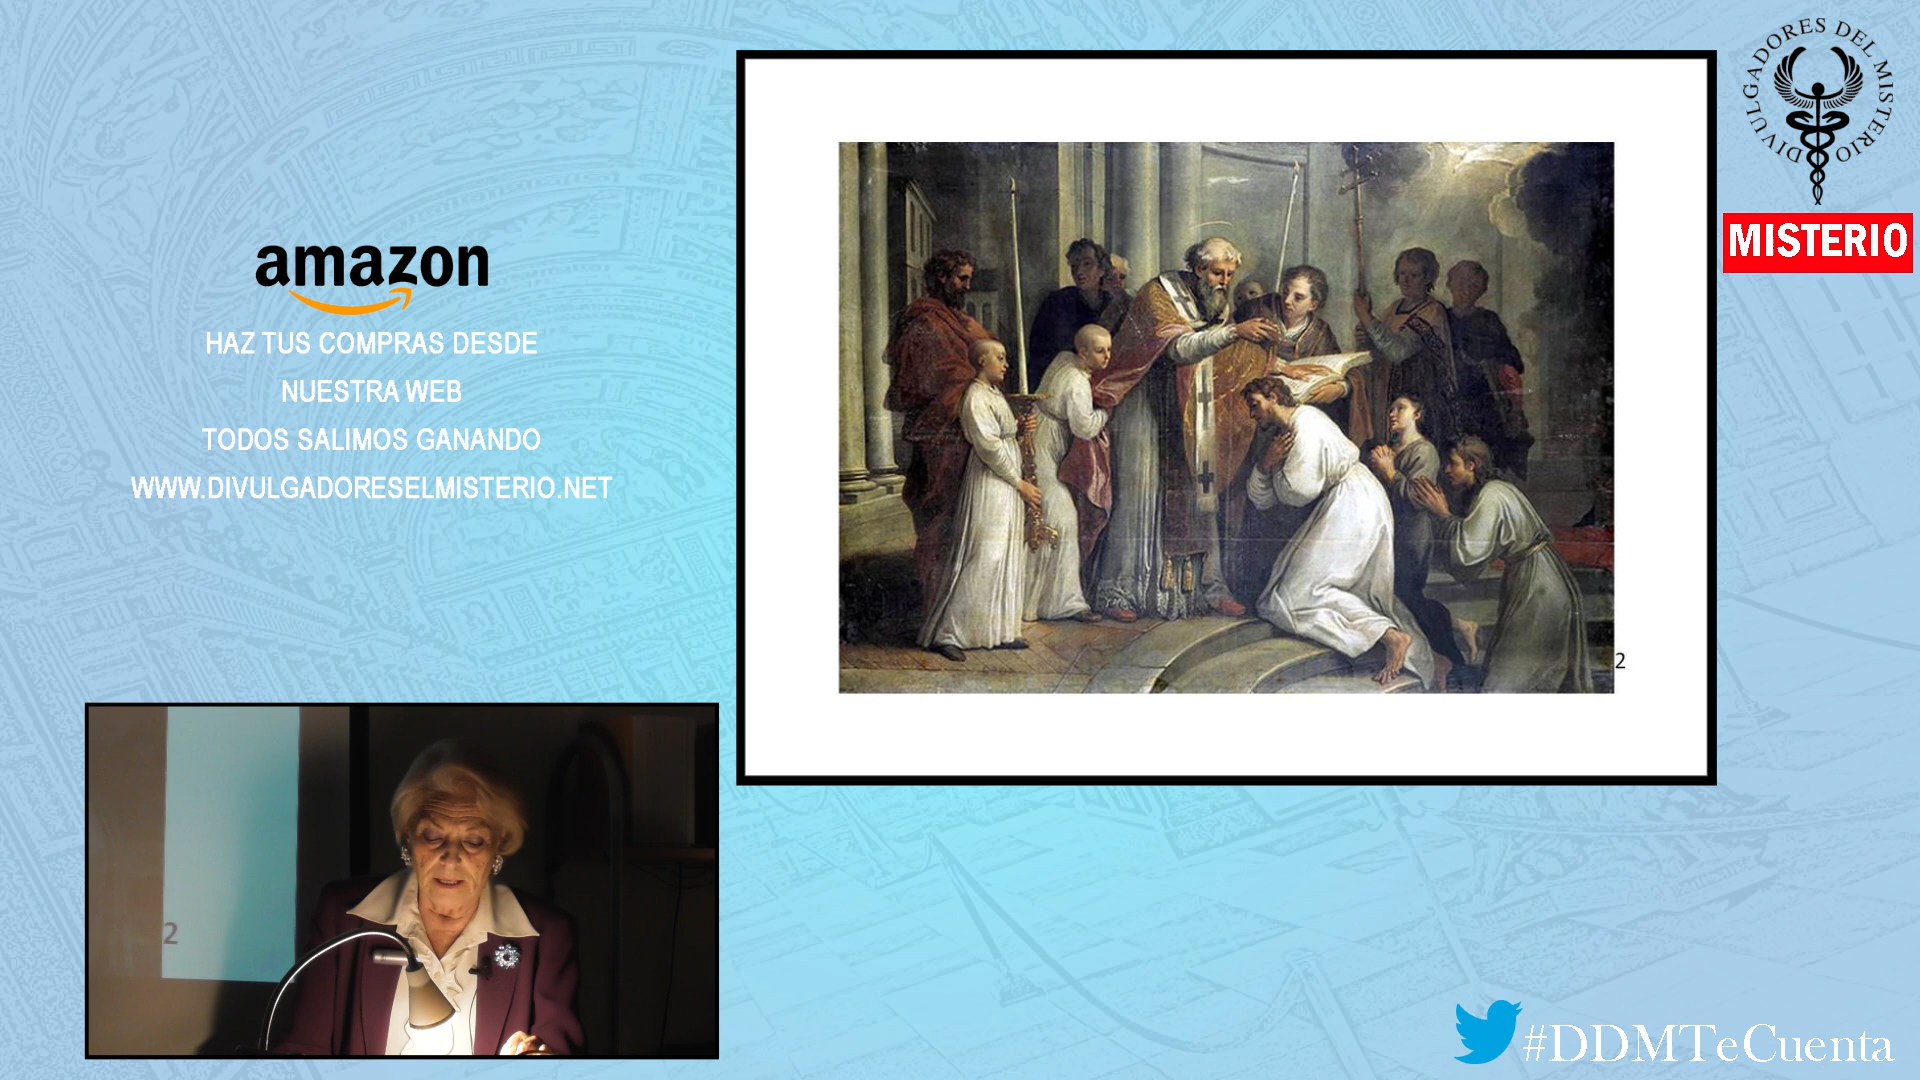 DIVULGADORES DEL MISTERIO
MISTERIO
amazon
HAZ TUS COMPRAS DESDE
NUESTRA WEB
TODOS SALIMOS GANANDO
WWW.DIVULGADORESELMISTERIO.NET
2
2
#DDMTeCuenta